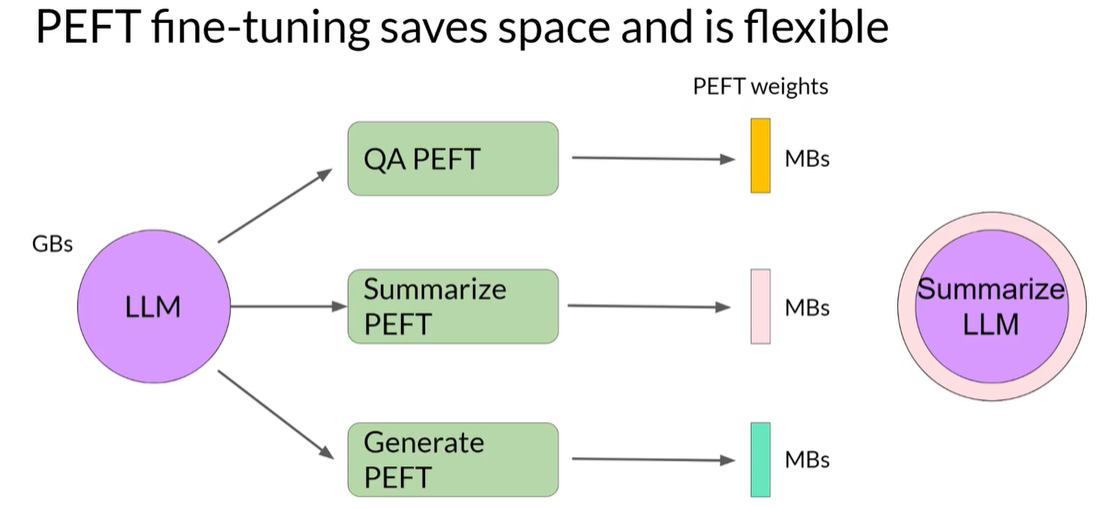 PEFT fine-tuning saves space and is flexible
PEFT weights
QA PEFT
MBs
GBs
LLM
Summarize
PEFT
MBs
Summarize
LLM
Generate
PEFT
MBs